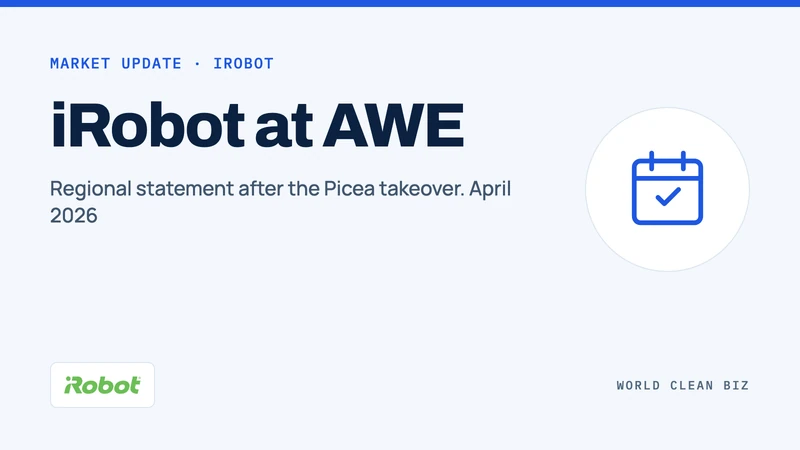 MARKET UPDATE · IROBOT
iRobot at AWE
Regional statement after the Picea takeover. April
2026
iRobot
WORLD CLEAN BIZ